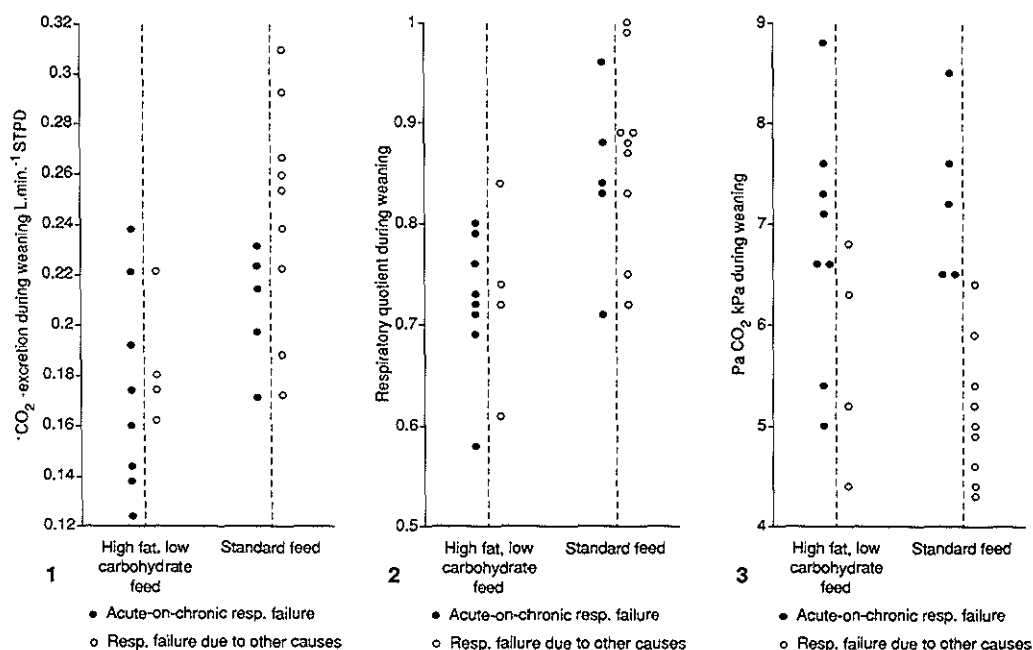 0.32
0.3
0.28
0.26
0.24
0.22
0.2
0.18
0.16
0.14
0.12
·CO₂ -excretion during weaning L.min.⁻¹ STPD
High fat, low
carbohydrate
feed
Standard feed
1
● Acute-on-chronic resp. failure
○ Resp. failure due to other causes
1
0.9
0.8
0.7
0.6
0.5
Respiratory quotient during weaning
High fat, low
carbohydrate
feed
Standard feed
2
● Acute-on-chronic resp. failure
○ Resp. failure due to other causes
9
8
7
6
5
4
Pa CO₂ kPa during weaning
High fat, low
carbohydrate
feed
Standard feed
3
● Acute-on-chronic resp. failure
○ Resp. failure due to other causes